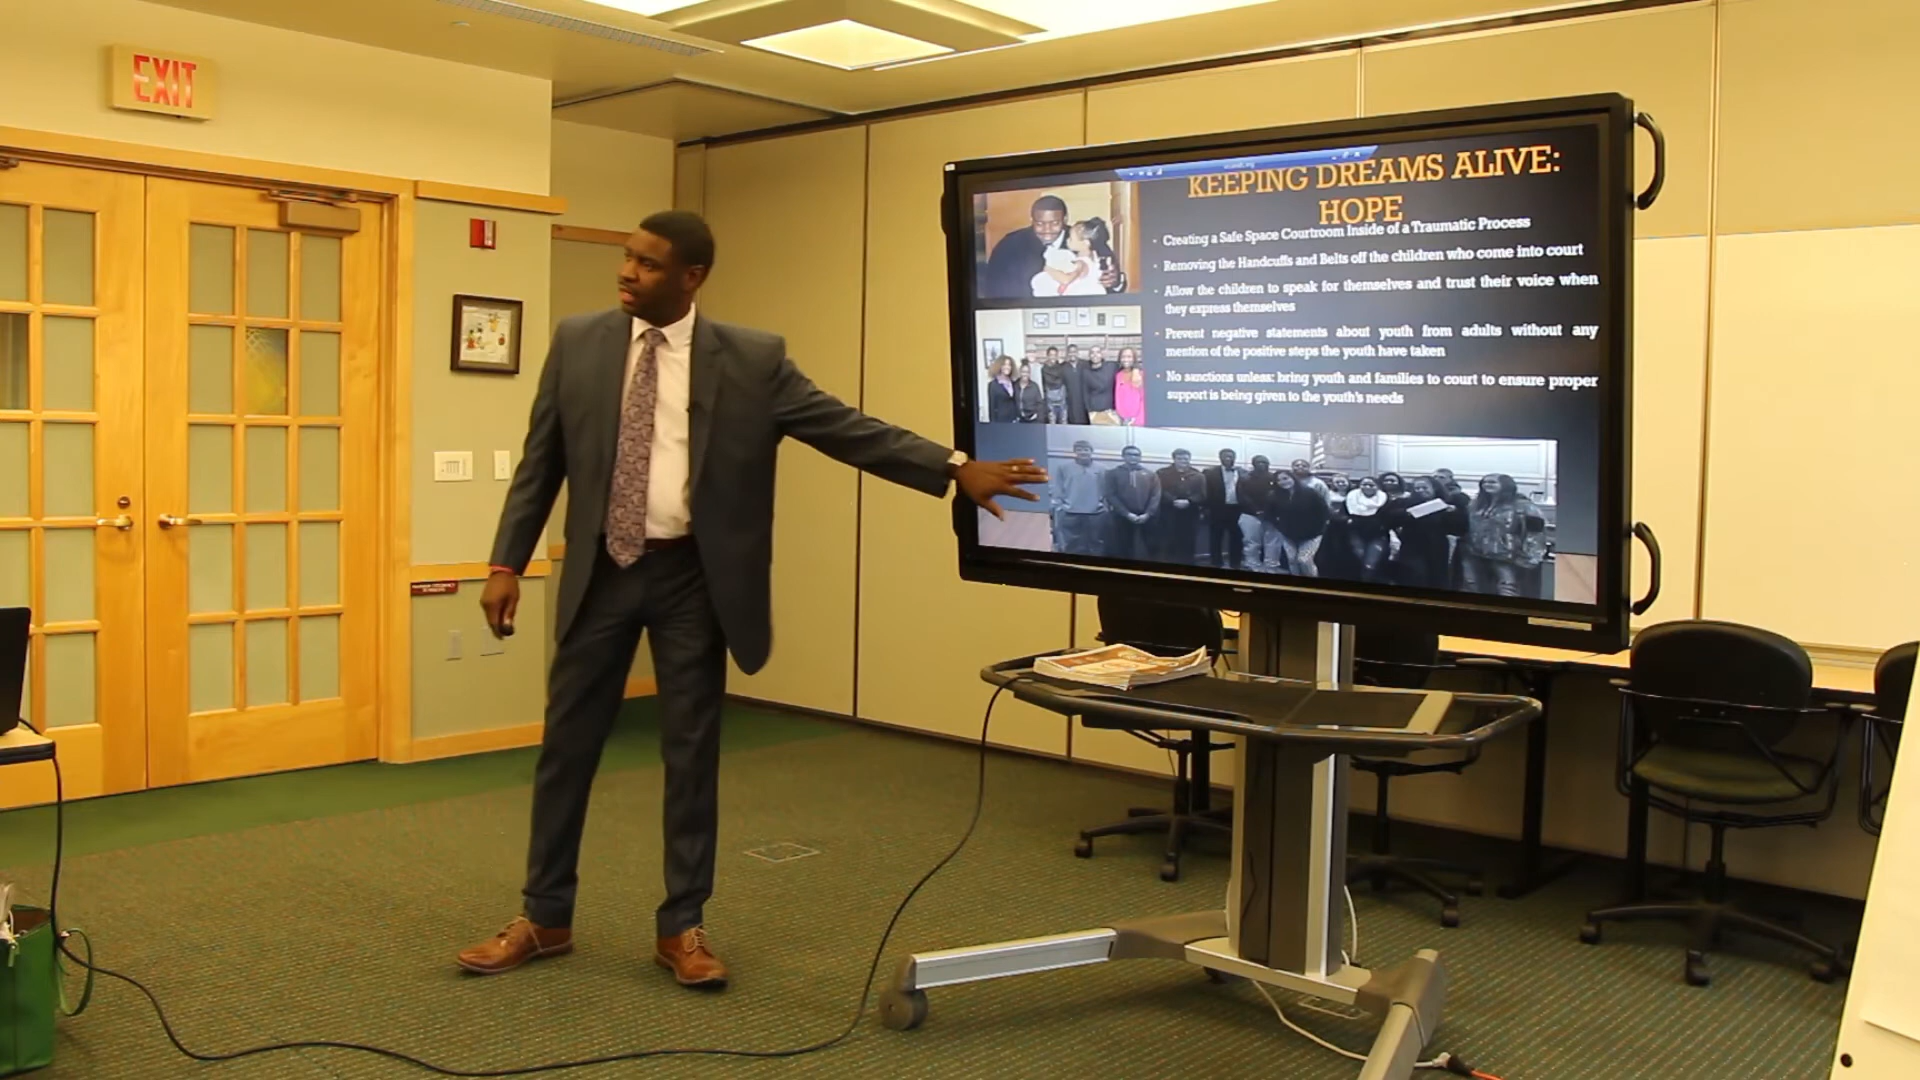 EXIT
KEEPING DREAMS ALIVE:
HOPE
• Creating a Safe Space Courtroom Inside of a Traumatic Process
• Removing the Handcuffs and Belts off the children who come into court
• Allow the children to speak for themselves and trust their voice when
they express themselves
• Prevent negative statements about youth from adults without any
mention of the positive steps the youth have taken
• No sanctions unless: bring youth and families to court to ensure proper
support is being given to the youth's needs